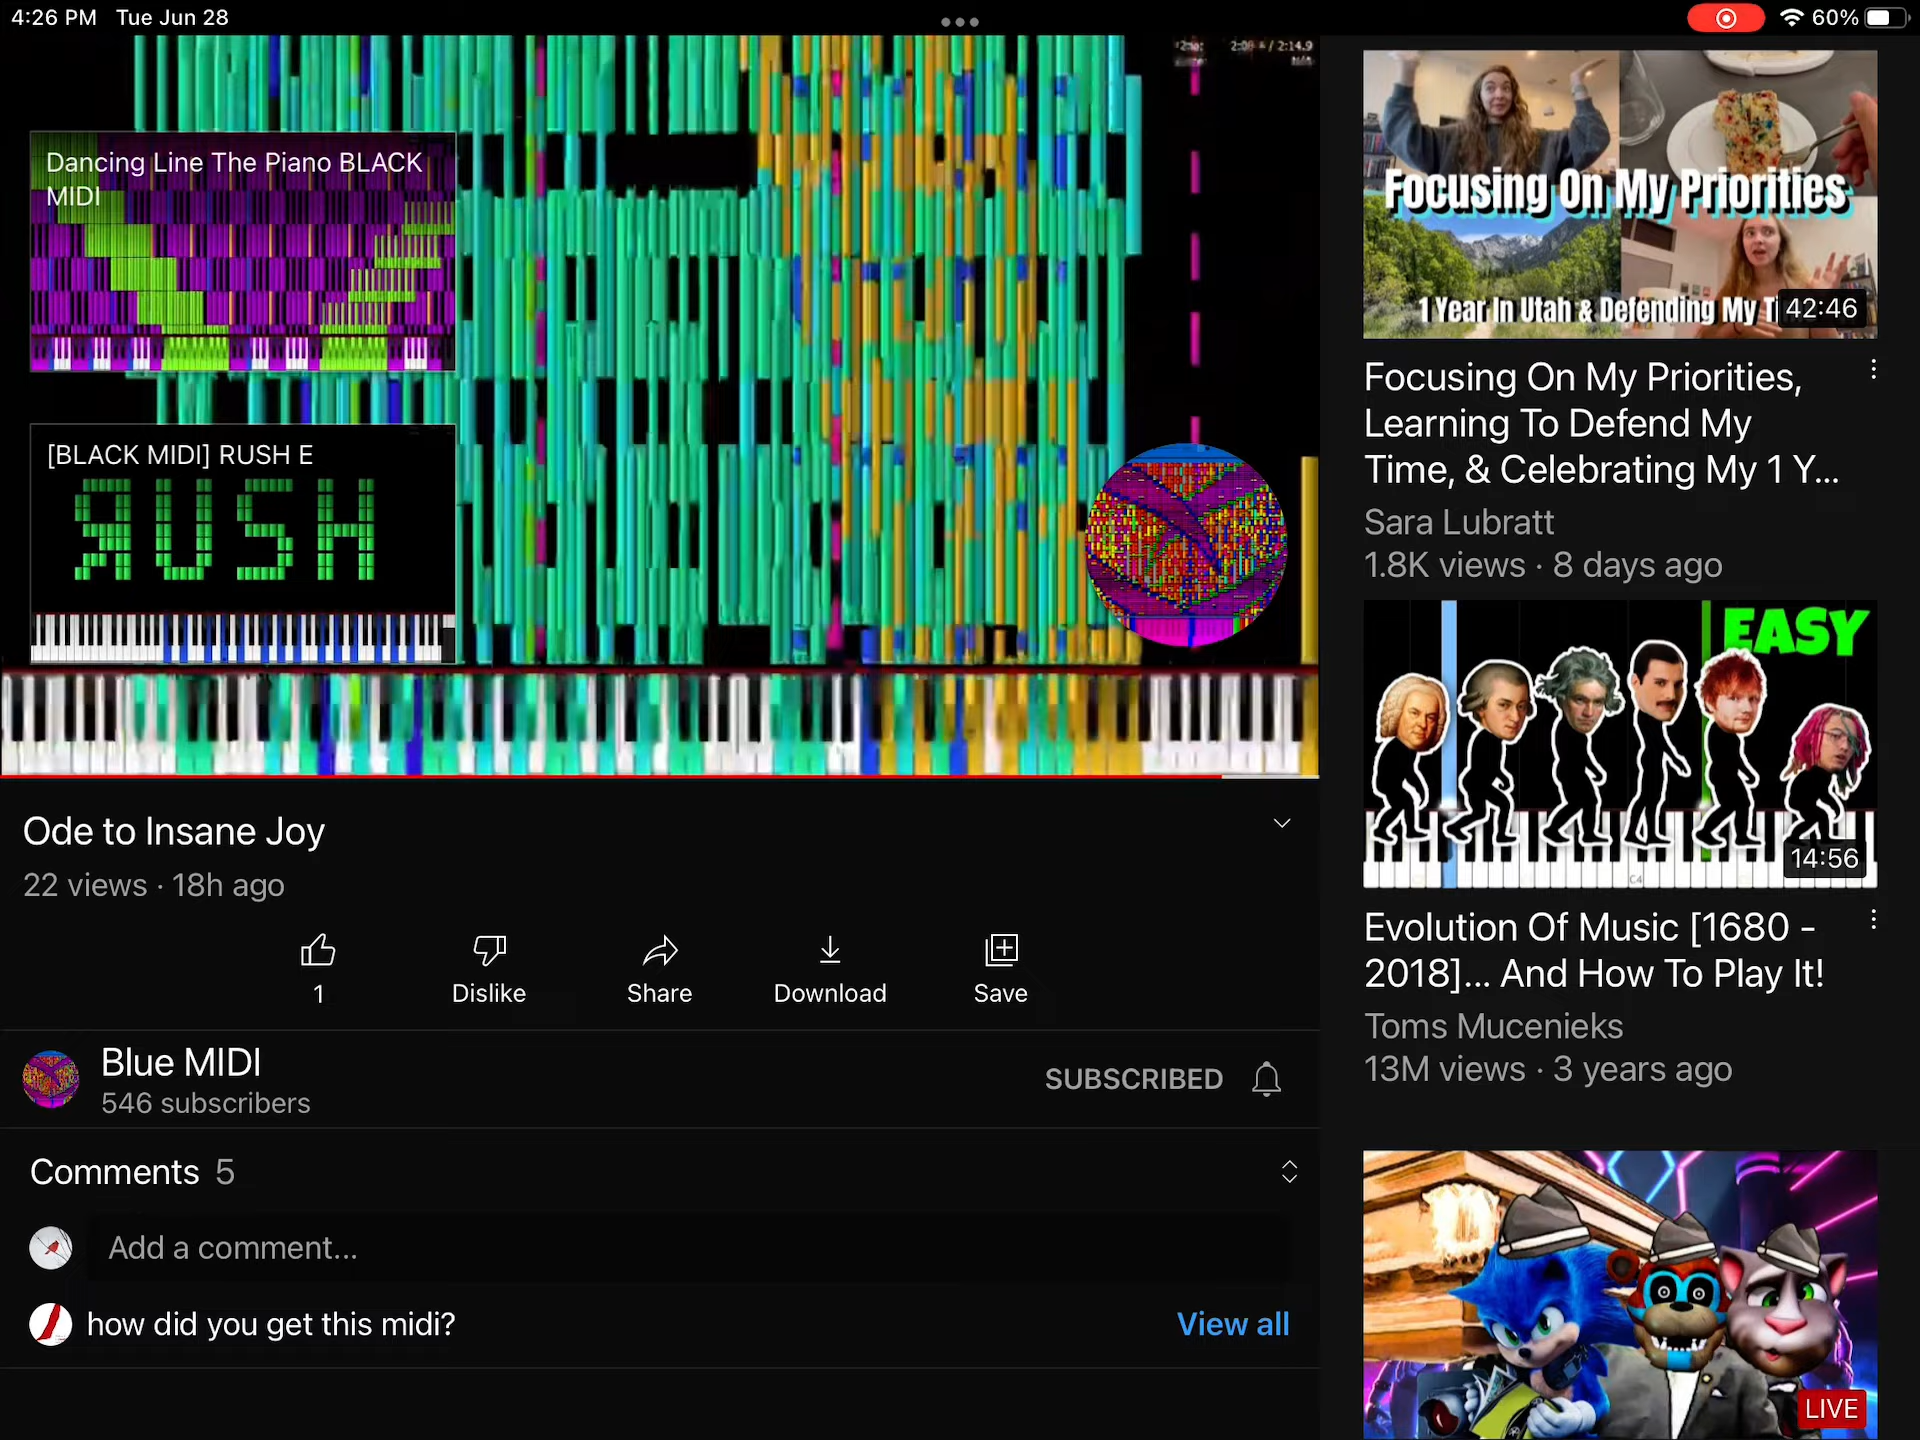 4:26 PM Tue Jun 28
60%
2:14.9
Dancing Line The Piano BLACK
MIDI
[BLACK MIDI] RUSH E
ЯUSH
Ode to Insane Joy
22 views · 18h ago
1
Dislike
Share
Download
Save
Blue MIDI
546 subscribers
SUBSCRIBED
Comments 5
Add a comment...
how did you get this midi?
View all
Focusing On My Priorities
1 Year In Utah & Defending My
42:46
Focusing On My Priorities,
Learning To Defend My
Time, & Celebrating My 1 Y...
Sara Lubratt
1.8K views · 8 days ago
EASY
C4
14:56
Evolution Of Music [1680 -
2018]... And How To Play It!
Toms Mucenieks
13M views · 3 years ago
LIVE